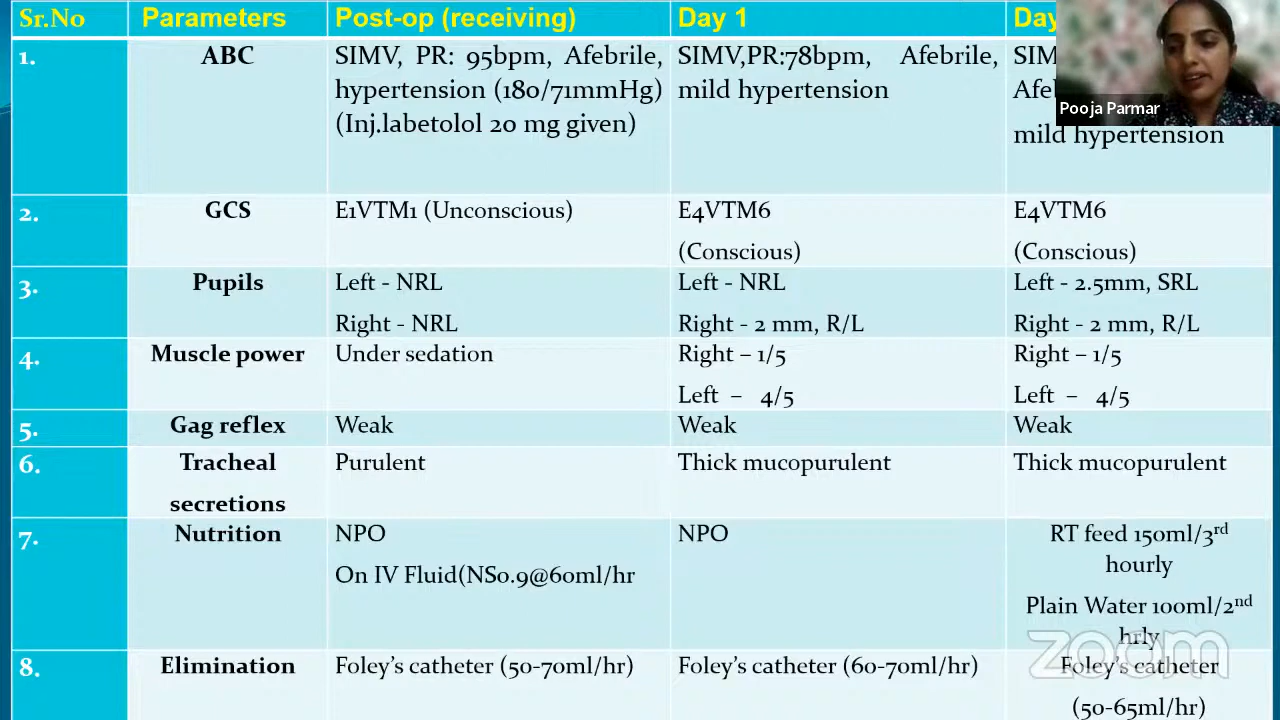 Sr.No Parameters Post-op (receiving) Day 1 Day
1. ABC SIMV, PR: 95bpm, Afebrile, SIMV,PR:78bpm, Afebrile,
hypertension (180/71mmHg) mild hypertension
(Inj.labetolol 20 mg given) mild hypertension
Pooja Parmar
2. GCS E1VTM1 (Unconscious) E4VTM6 E4VTM6
(Conscious) (Conscious)
3. Pupils Left - NRL Left - NRL Left - 2.5mm, SRL
Right - NRL Right - 2 mm, R/L Right - 2 mm, R/L
4. Muscle power Under sedation Right – 1/5 Right – 1/5
Left – 4/5 Left – 4/5
5. Gag reflex Weak Weak Weak
6. Tracheal Purulent Thick mucopurulent Thick mucopurulent
secretions
7. Nutrition NPO NPO RT feed 150ml/3rd
hourly
On IV Fluid(NS0.9@60ml/hr
Plain Water 100ml/2nd
hrly
zoom
8. Elimination Foley's catheter (50-70ml/hr) Foley's catheter (60-70ml/hr) Foley's catheter
(50-65ml/hr)